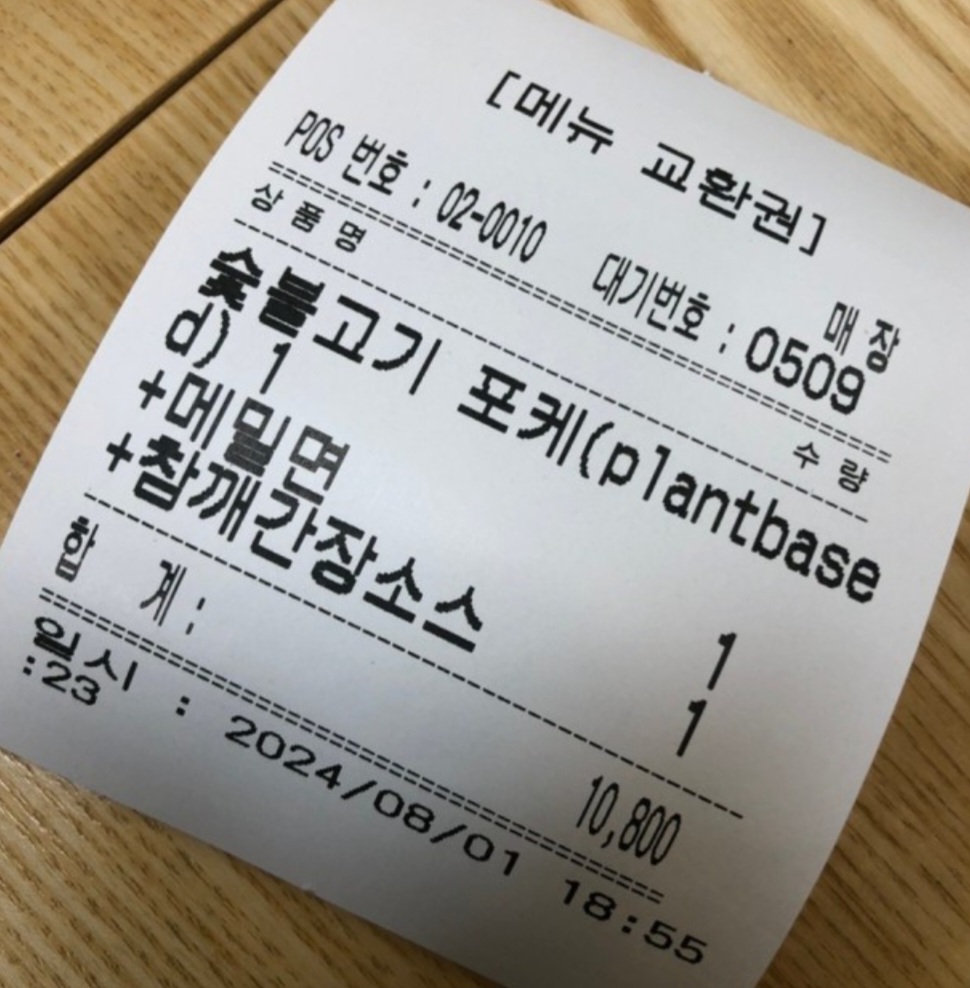 [메뉴 교환권]
매장
POS 번호 : 02-0010 대기번호 : 0509
상품명 수량
숯불고기 포케(plantbase
d) 1
+메밀면 1
+참깨간장소스 1
합 계 : 10,800
일시 : 2024/08/01 18:55
:23